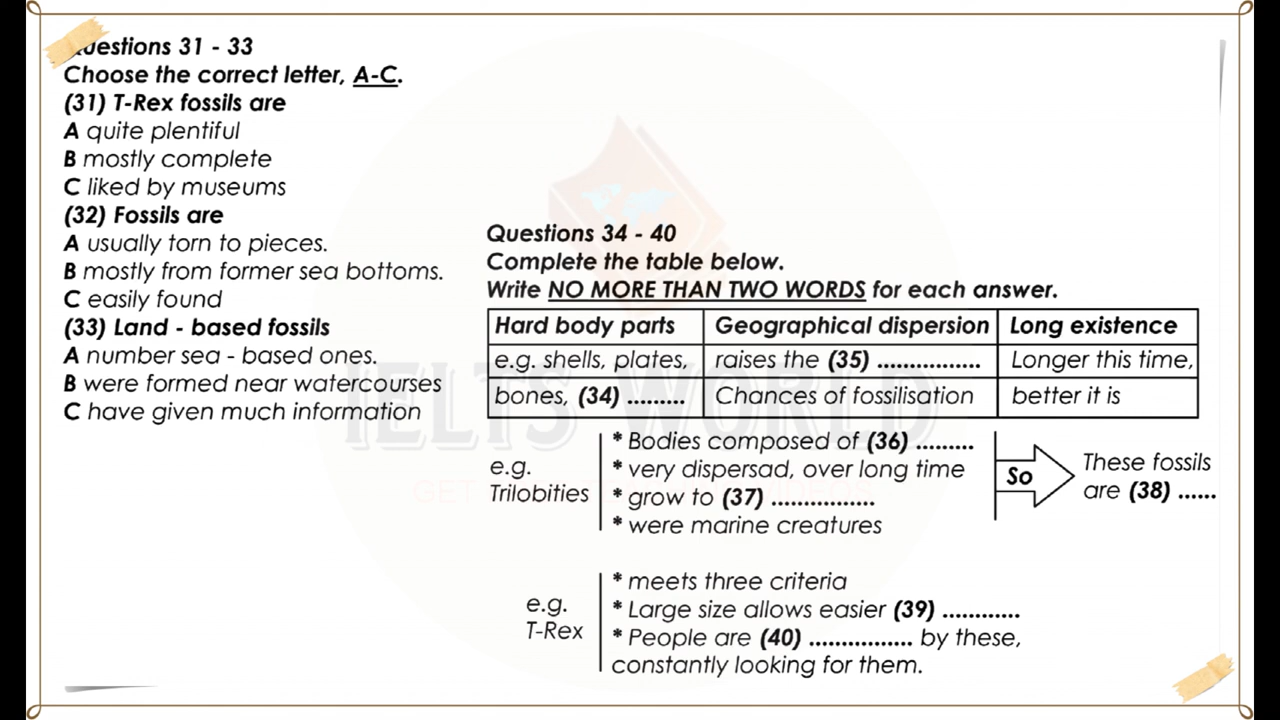 Questions 31 - 33
Choose the correct letter, A-C.
(31) T-Rex fossils are
A quite plentiful
B mostly complete
C liked by museums
(32) Fossils are
A usually torn to pieces.
B mostly from former sea bottoms.
C easily found
(33) Land - based fossils
A number sea - based ones.
B were formed near watercourses
C have given much information
Questions 34 - 40
Complete the table below.
Write NO MORE THAN TWO WORDS for each answer.
Hard body parts Geographical dispersion Long existence
e.g. shells, plates, raises the (35) ................ Longer this time,
bones, (34) ......... Chances of fossilisation better it is
e.g.
Trilobities
* Bodies composed of (36) .........
* very dispersad, over long time
* grow to (37) ................
* were marine creatures
So
These fossils
are (38) ......
e.g.
T-Rex
* meets three criteria
* Large size allows easier (39) ............
* People are (40) ................ by these,
constantly looking for them.
IELTS WORLD